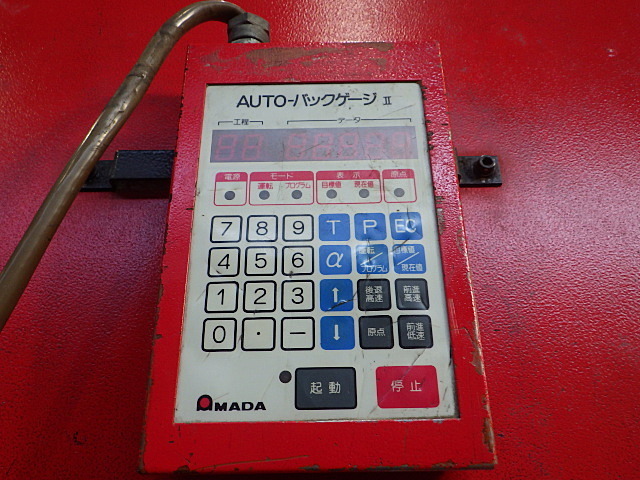 AUTO-バックゲージ II
工程 データ
電源 モード 表示 原点
運転 プログラム 目標値 現在値
7 8 9 T P EC
4 5 6 α 運転/プログラム 目標値/現在値
1 2 3 ↑ 後退高速 前進高速
0 . — ↓ 原点 前進低速
起動 停止
AMADA